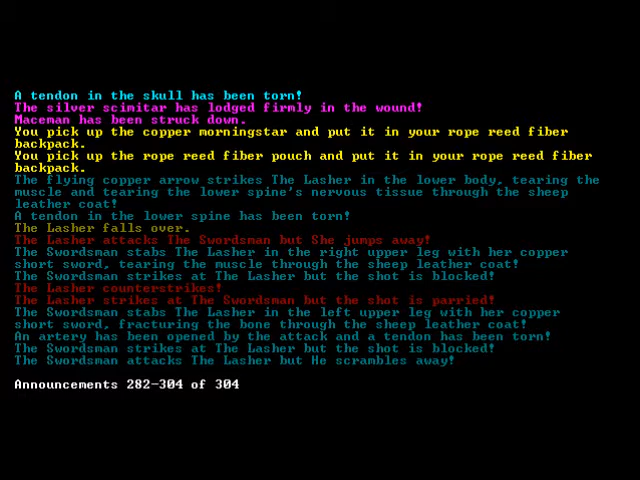 A tendon in the skull has been torn!
The silver scimitar has lodged firmly in the wound!
Maceman has been struck down.
You pick up the copper morningstar and put it in your rope reed fiber
backpack.
You pick up the rope reed fiber pouch and put it in your rope reed fiber
backpack.
The flying copper arrow strikes The Lasher in the lower body, tearing the
muscle and tearing the lower spine's nervous tissue through the sheep
leather coat!
A tendon in the lower spine has been torn!
The Lasher falls over.
The Lasher attacks The Swordsman but She jumps away!
The Swordsman stabs The Lasher in the right upper leg with her copper
short sword, tearing the muscle through the sheep leather coat!
The Swordsman strikes at The Lasher but the shot is blocked!
The Lasher counterstrikes!
The Lasher strikes at The Swordsman but the shot is parried!
The Swordsman stabs The Lasher in the left upper leg with her copper
short sword, fracturing the bone through the sheep leather coat!
An artery has been opened by the attack and a tendon has been torn!
The Swordsman strikes at The Lasher but the shot is blocked!
The Swordsman attacks The Lasher but He scrambles away!
Announcements 282-304 of 304